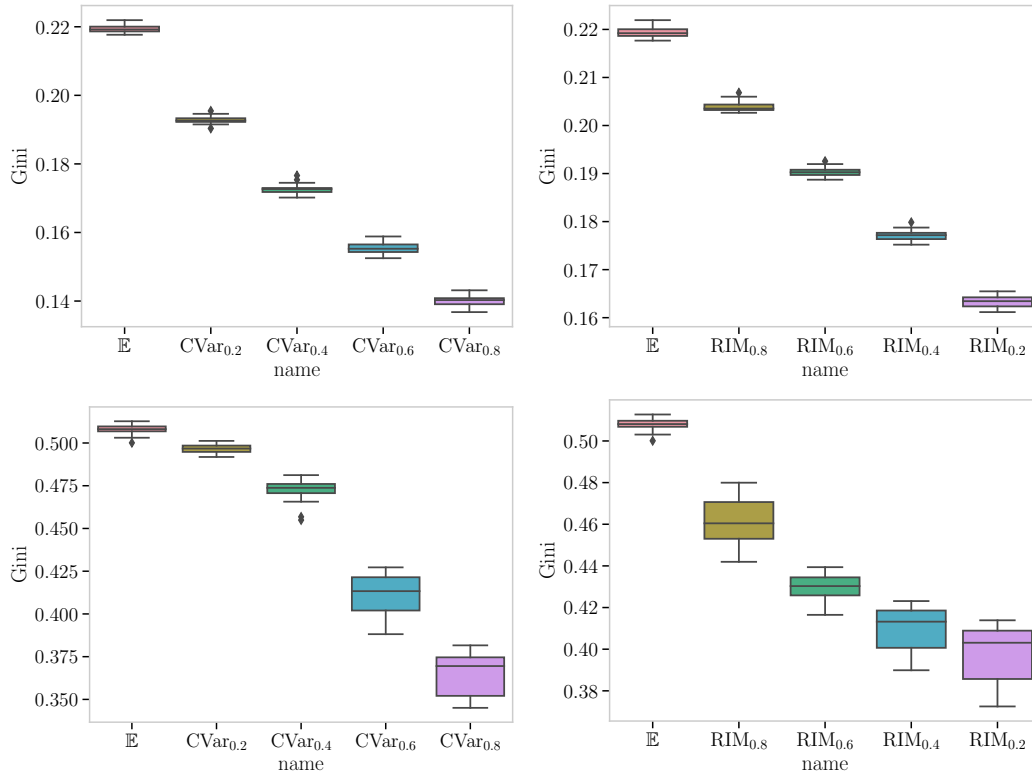 0.22
0.20
0.18
0.16
0.14
Gini
𝔼 CVar₀.₂ CVar₀.₄ CVar₀.₆ CVar₀.₈
name
0.22
0.21
0.20
0.19
0.18
0.17
0.16
Gini
𝔼 RIM₀.₈ RIM₀.₆ RIM₀.₄ RIM₀.₂
name
0.500
0.475
0.450
0.425
0.400
0.375
0.350
Gini
𝔼 CVar₀.₂ CVar₀.₄ CVar₀.₆ CVar₀.₈
name
0.50
0.48
0.46
0.44
0.42
0.40
0.38
Gini
𝔼 RIM₀.₈ RIM₀.₆ RIM₀.₄ RIM₀.₂
name